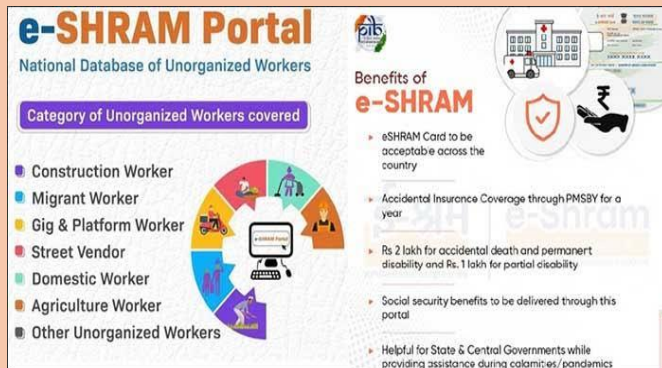 e-SHRAM Portal
National Database of Unorganized Workers
Category of Unorganized Workers covered
Construction Worker
Migrant Worker
Gig & Platform Worker
Street Vendor
Domestic Worker
Agriculture Worker
Other Unorganized Workers
e-SHRAM Portal
pib
Benefits of
e-SHRAM
eSHRAM Card to be
acceptable across the
country
Accidental Insurance Coverage through PMSBY for a
year
Rs 2 lakh for accidental death and permanent
disability and Rs. 1 lakh for partial disability
Social security benefits to be delivered through this
portal
Helpful for State & Central Governments while
providing assistance during calamities/pandemics
ई-श्रम
e-Shram
₹